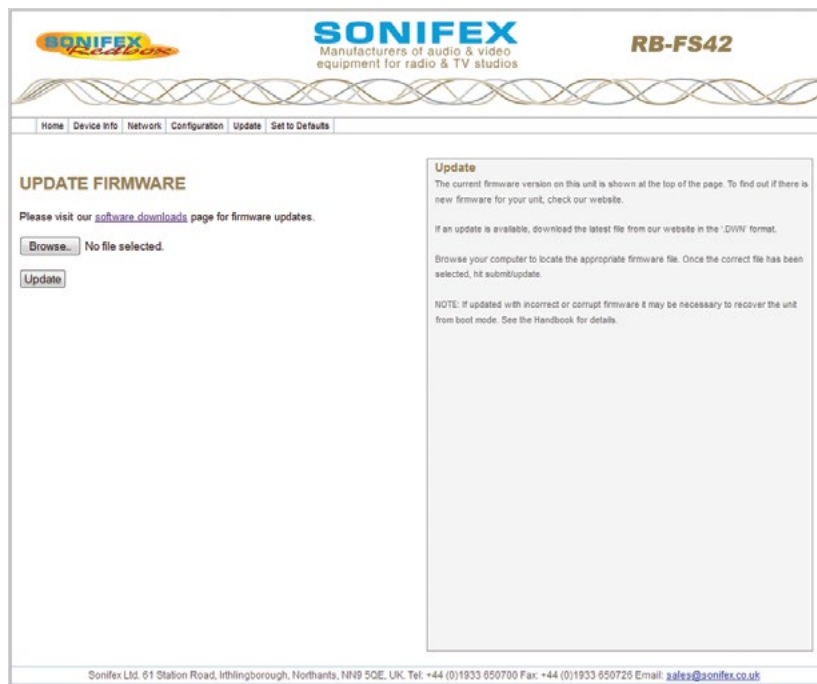 SONIFEX
Redbox
SONIFEX
Manufacturers of audio & video
equipment for radio & TV studios
RB-FS42
Home Device Info Network Configuration Update Set to Defaults
UPDATE FIRMWARE
Please visit our software downloads page for firmware updates.
Browse.. No file selected.
Update
Update
The current firmware version on this unit is shown at the top of the page. To find out if there is
new firmware for your unit, check our website.
If an update is available, download the latest file from our website in the '.DWN' format.
Browse your computer to locate the appropriate firmware file. Once the correct file has been
selected, hit submit/update.
NOTE: If updated with incorrect or corrupt firmware it may be necessary to recover the unit
from boot mode. See the Handbook for details.
Sonifex Ltd. 61 Station Road, Irthlingborough, Northants, NN9 5QE, UK. Tel: +44 (0)1933 650700 Fax: +44 (0)1933 650726 Email: sales@sonifex.co.uk